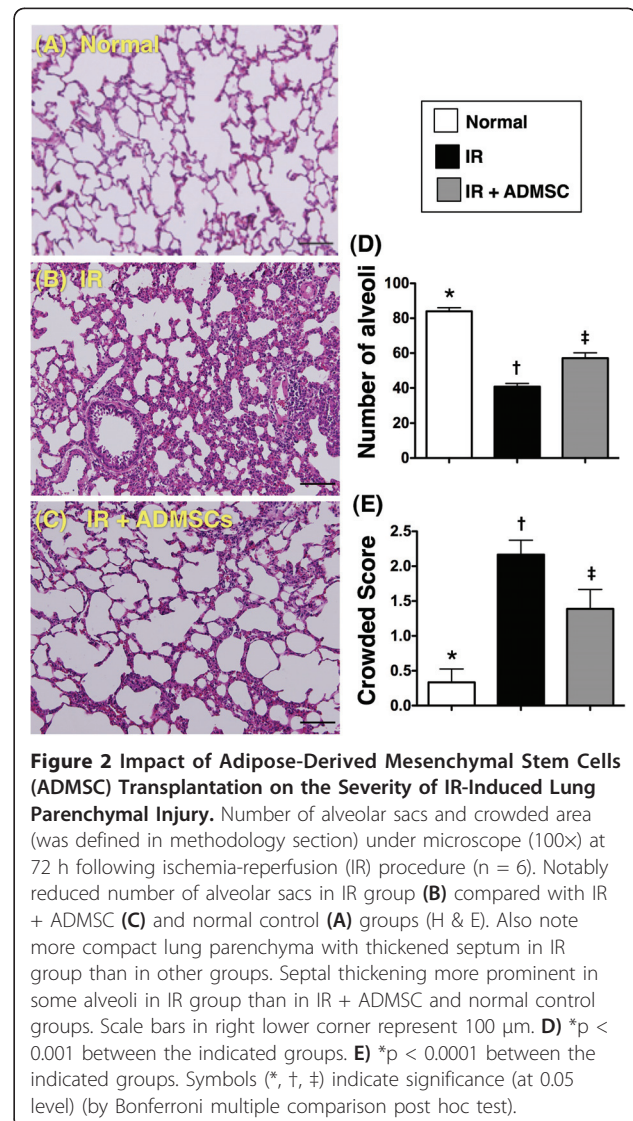 (A) Normal
(B) IR
(C) IR + ADMSCs
Normal
IR
IR + ADMSC
(D)
Number of alveoli
100
80
60
40
20
0
*
†
‡
(E)
Crowded Score
2.5
2.0
1.5
1.0
0.5
0.0
*
†
‡
Figure 2 Impact of Adipose-Derived Mesenchymal Stem Cells
(ADMSC) Transplantation on the Severity of IR-Induced Lung
Parenchymal Injury. Number of alveolar sacs and crowded area
(was defined in methodology section) under microscope (100×) at
72 h following ischemia-reperfusion (IR) procedure (n = 6). Notably
reduced number of alveolar sacs in IR group (B) compared with IR
+ ADMSC (C) and normal control (A) groups (H & E). Also note
more compact lung parenchyma with thickened septum in IR
group than in other groups. Septal thickening more prominent in
some alveoli in IR group than in IR + ADMSC and normal control
groups. Scale bars in right lower corner represent 100 μm. D) *p <
0.001 between the indicated groups. E) *p < 0.0001 between the
indicated groups. Symbols (*, †, ‡) indicate significance (at 0.05
level) (by Bonferroni multiple comparison post hoc test).